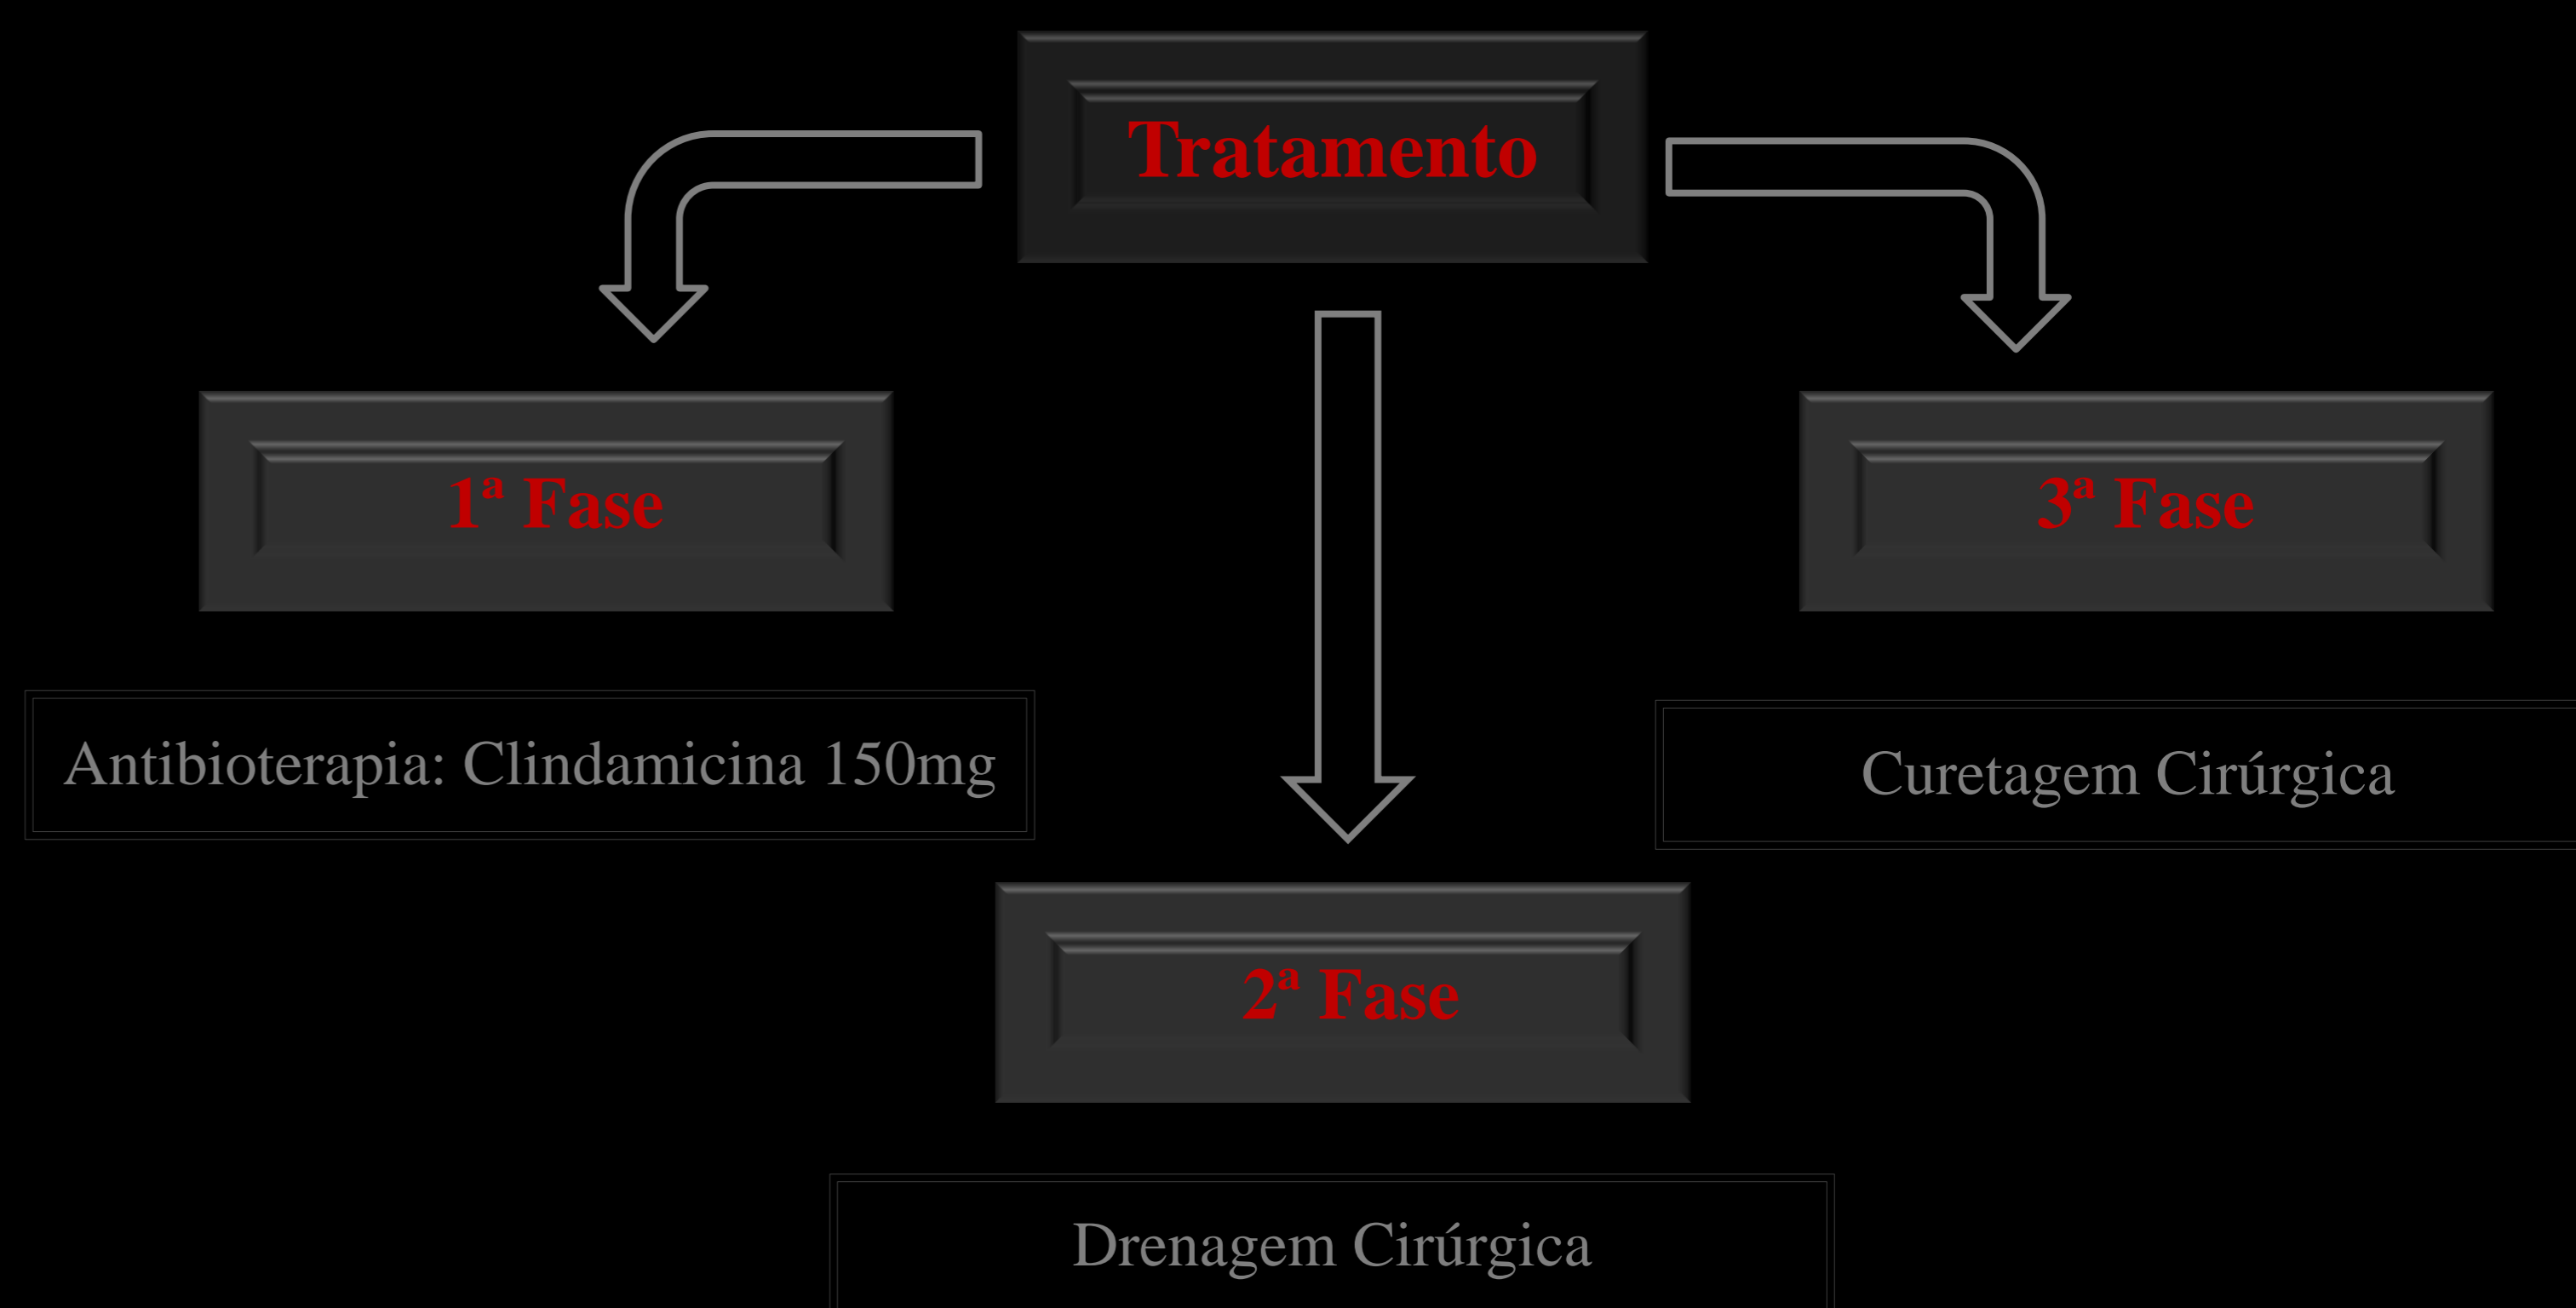 Tratamento
1ª Fase
Antibioterapia: Clindamicina 150mg
2ª Fase
Drenagem Cirúrgica
3ª Fase
Curetagem Cirúrgica